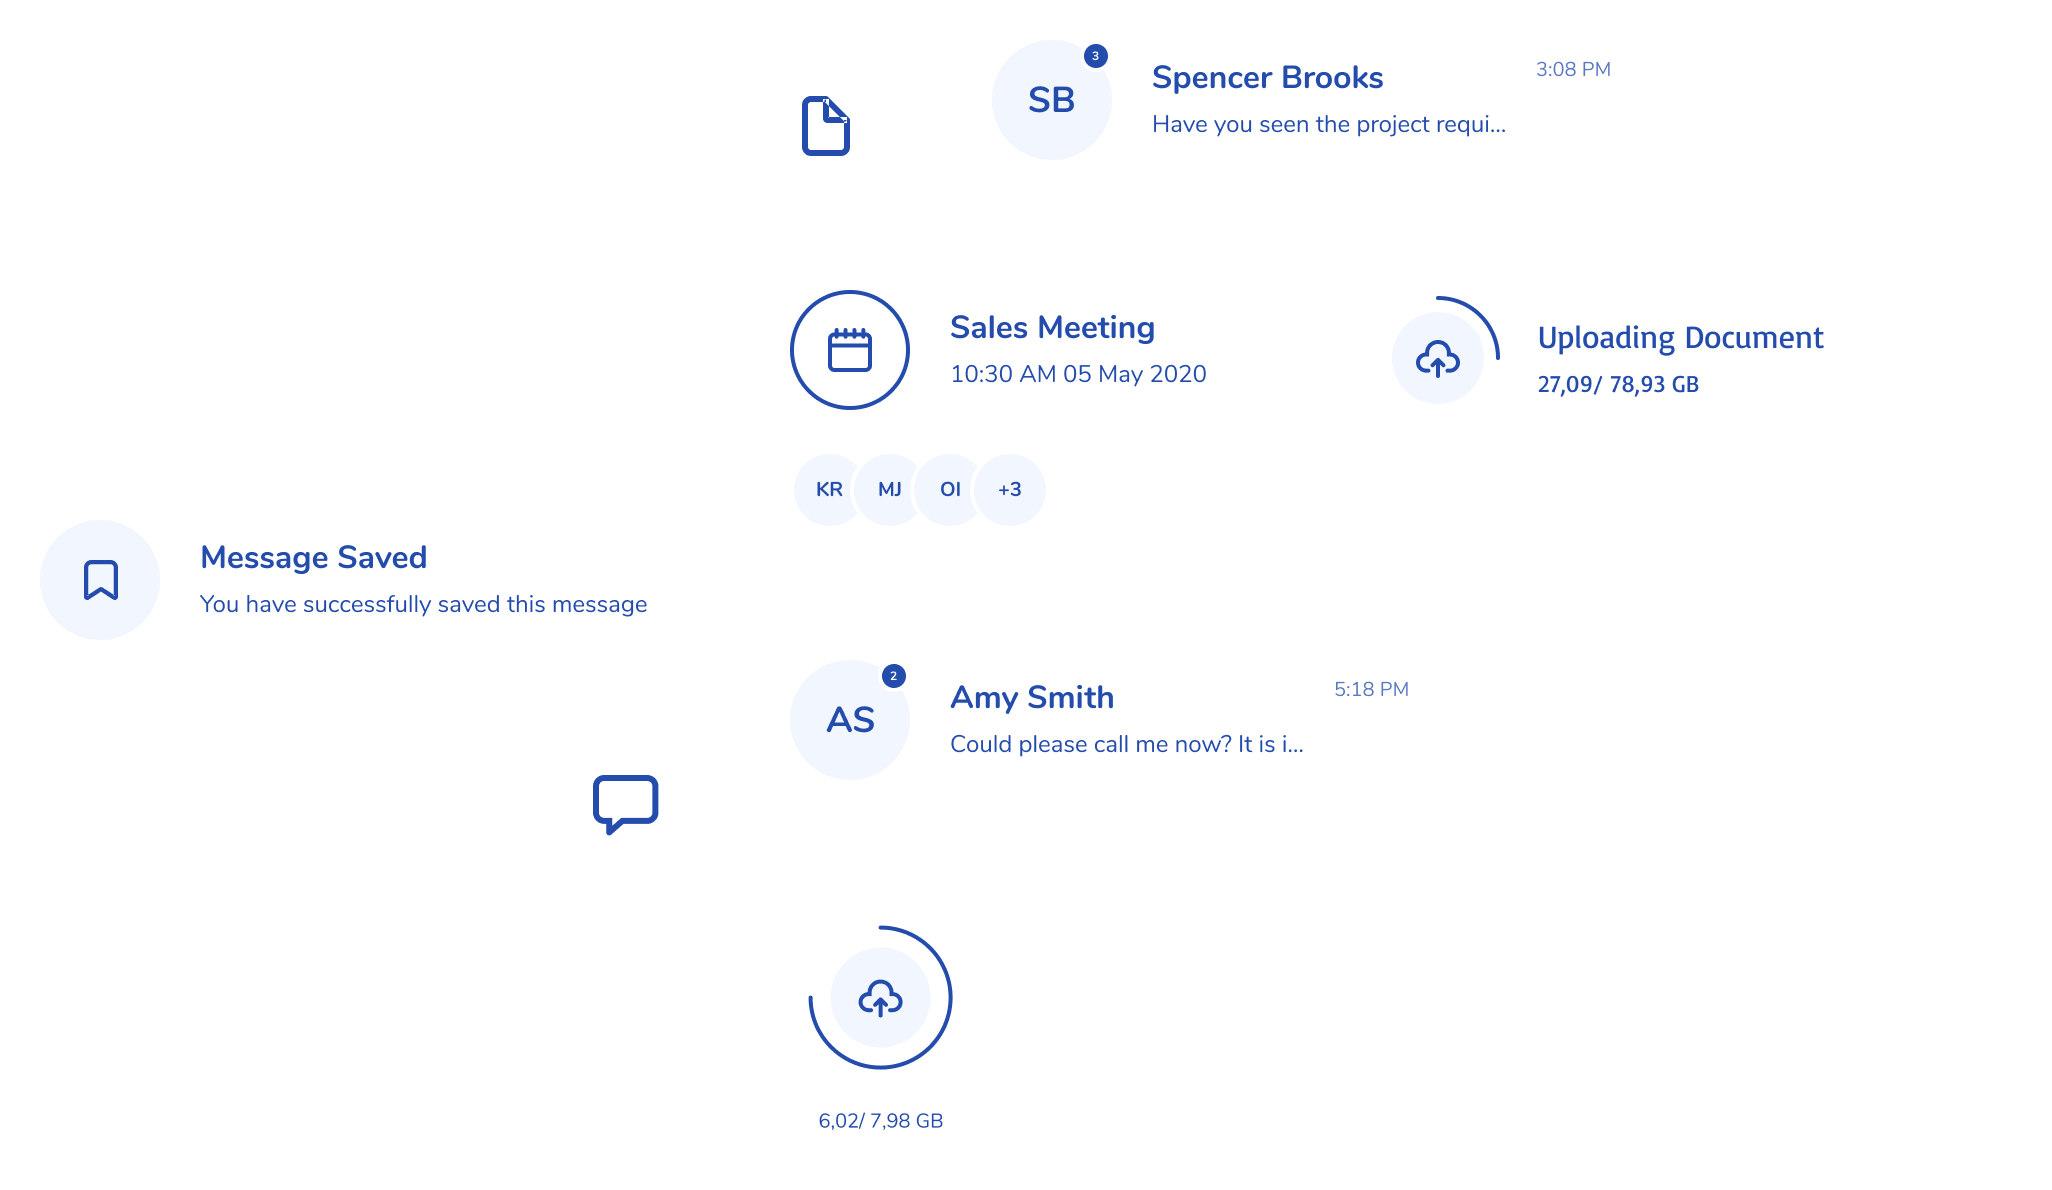 3
SB
Spencer Brooks
3:08 PM
Have you seen the project requi...
Sales Meeting
10:30 AM 05 May 2020
Uploading Document
27,09/ 78,93 GB
KR MJ OI +3
Message Saved
You have successfully saved this message
2
AS
Amy Smith
5:18 PM
Could please call me now? It is i...
6,02/ 7,98 GB